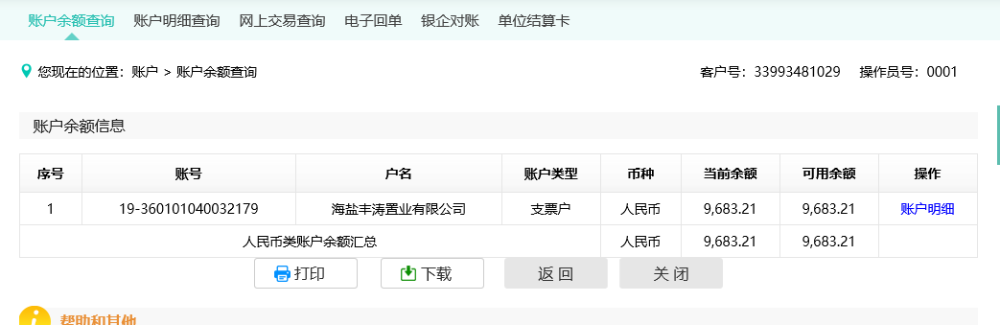 账户余额查询 账户明细查询 网上交易查询 电子回单 银企对账 单位结算卡
您现在的位置：账户 > 账户余额查询 客户号：33993481029 操作员号：0001
账户余额信息
序号 账号 户名 账户类型 币种 当前余额 可用余额 操作
1 19-360101040032179 海盐丰涛置业有限公司 支票户 人民币 9,683.21 9,683.21 账户明细
人民币类账户余额汇总 人民币 9,683.21 9,683.21
打印 下载 返回 关闭
帮助和其他